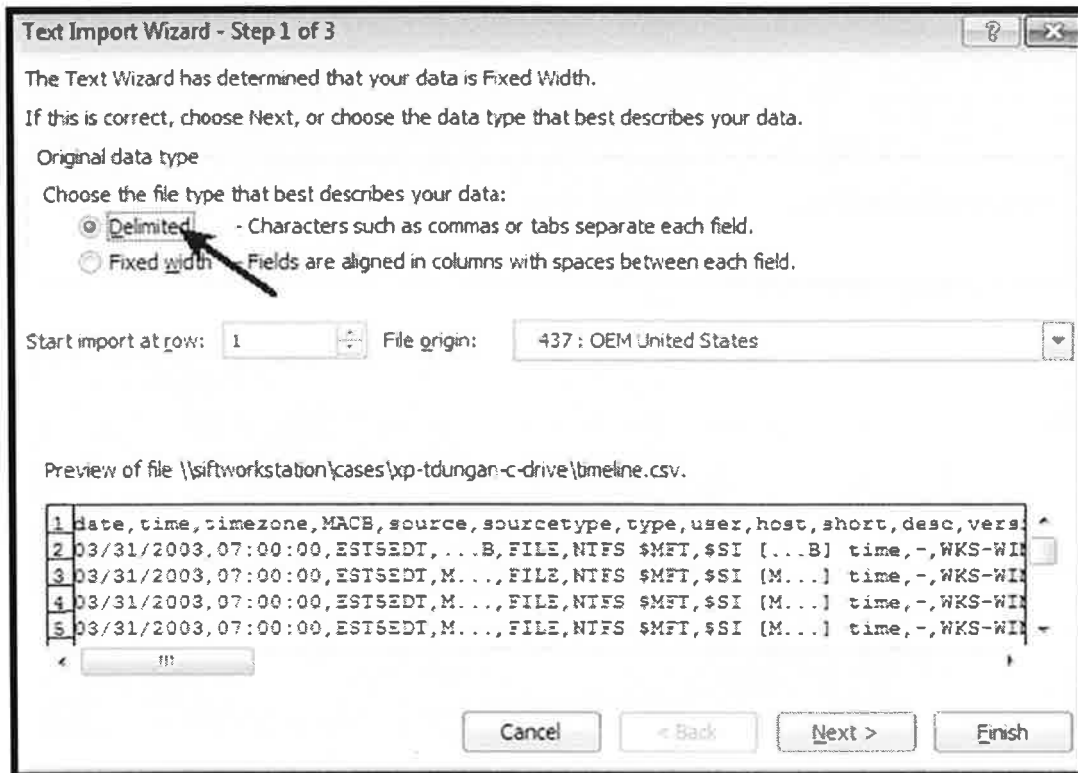 Text Import Wizard - Step 1 of 3
The Text Wizard has determined that your data is Fixed Width.
If this is correct, choose Next, or choose the data type that best describes your data.
Original data type
Choose the file type that best describes your data:
Delimited - Characters such as commas or tabs separate each field.
Fixed width - Fields are aligned in columns with spaces between each field.
Start import at row: 1 File origin: 437 : OEM United States
Preview of file \\siftworkstation\cases\xp-tdungan-c-drive\timeline.csv.
1 date,time,timezone,MACB,source,sourcetype,type,user,host,short,desc,vers
2 03/31/2003,07:00:00,EST5EDT,...B,FILE,NTFS $MFT,$SI [...B] time,-,WKS-WIN
3 03/31/2003,07:00:00,EST5EDT,M...,FILE,NTFS $MFT,$SI [M...] time,-,WKS-WIN
4 03/31/2003,07:00:00,EST5EDT,M...,FILE,NTFS $MFT,$SI [M...] time,-,WKS-WIN
5 03/31/2003,07:00:00,EST5EDT,M...,FILE,NTFS $MFT,$SI [M...] time,-,WKS-WIN
Cancel < Back Next > Finish